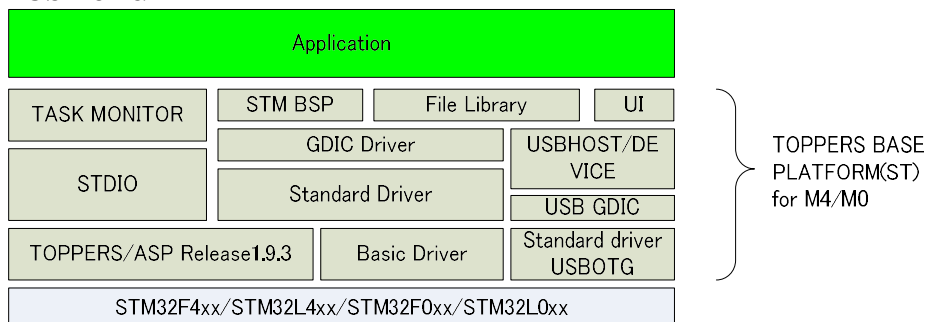 Application
TASK MONITOR
STM BSP
File Library
UI
GDIC Driver
USBHOST/DE
VICE
STDIO
Standard Driver
USB GDIC
TOPPERS/ASP Release1.9.3
Basic Driver
Standard driver
USBOTG
STM32F4xx/STM32L4xx/STM32F0xx/STM32L0xx
TOPPERS BASE
PLATFORM(ST)
for M4/M0